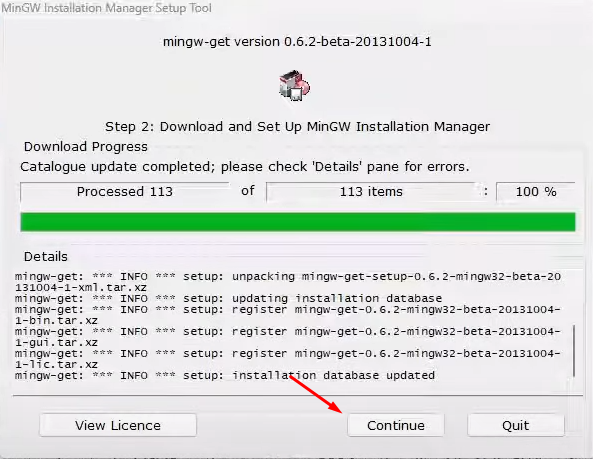 MinGW Installation Manager Setup Tool
mingw-get version 0.6.2-beta-20131004-1
Step 2: Download and Set Up MinGW Installation Manager
Download Progress
Catalogue update completed; please check 'Details' pane for errors.
Processed 113 of 113 items : 100 %
Details
mingw-get: *** INFO *** setup: unpacking mingw-get-setup-0.6.2-mingw32-beta-20
131004-1-xml.tar.xz
mingw-get: *** INFO *** setup: updating installation database
mingw-get: *** INFO *** setup: register mingw-get-0.6.2-mingw32-beta-20131004-
1-bin.tar.xz
mingw-get: *** INFO *** setup: register mingw-get-0.6.2-mingw32-beta-20131004-
1-gui.tar.xz
mingw-get: *** INFO *** setup: register mingw-get-0.6.2-mingw32-beta-20131004-
1-lic.tar.xz
mingw-get: *** INFO *** setup: installation database updated
View Licence Continue Quit